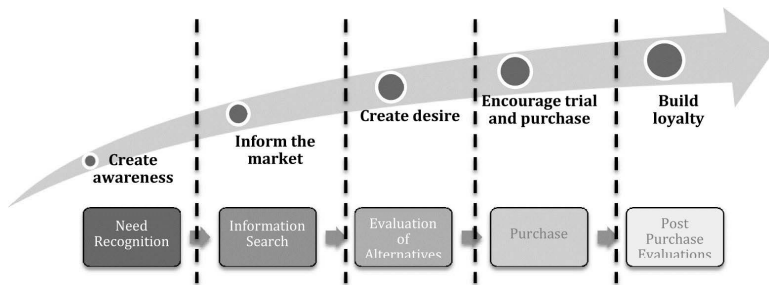 Create
awareness
Inform the
market
Create desire
Encourage trial
and purchase
Build
loyalty
Need
Recognition
Information
Search
Evaluation
of
Alternatives
Purchase
Post
Purchase
Evaluations